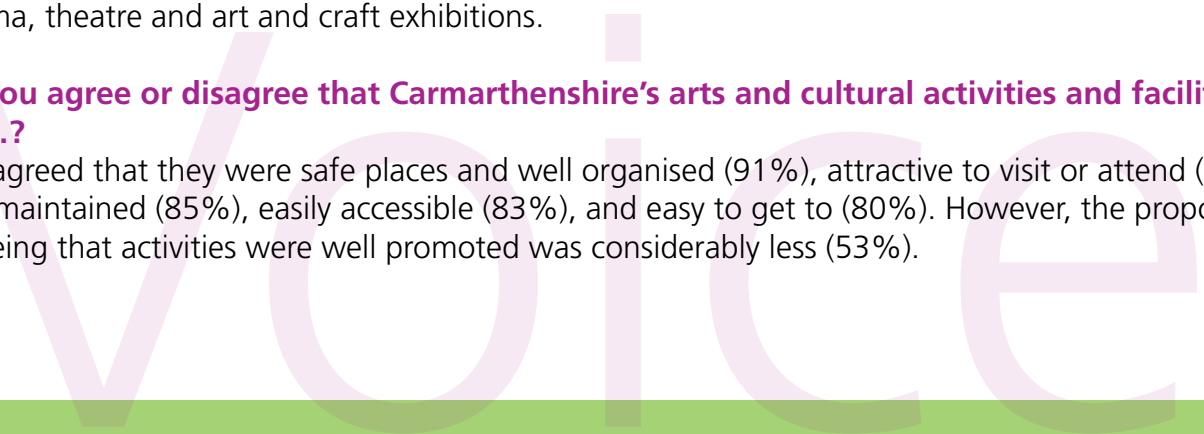 ma, theatre and art and craft exhibitions.
ou agree or disagree that Carmarthenshire's arts and cultural activities and facilit
.?
agreed that they were safe places and well organised (91%), attractive to visit or attend (
maintained (85%), easily accessible (83%), and easy to get to (80%). However, the propo
eing that activities were well promoted was considerably less (53%).
Voice